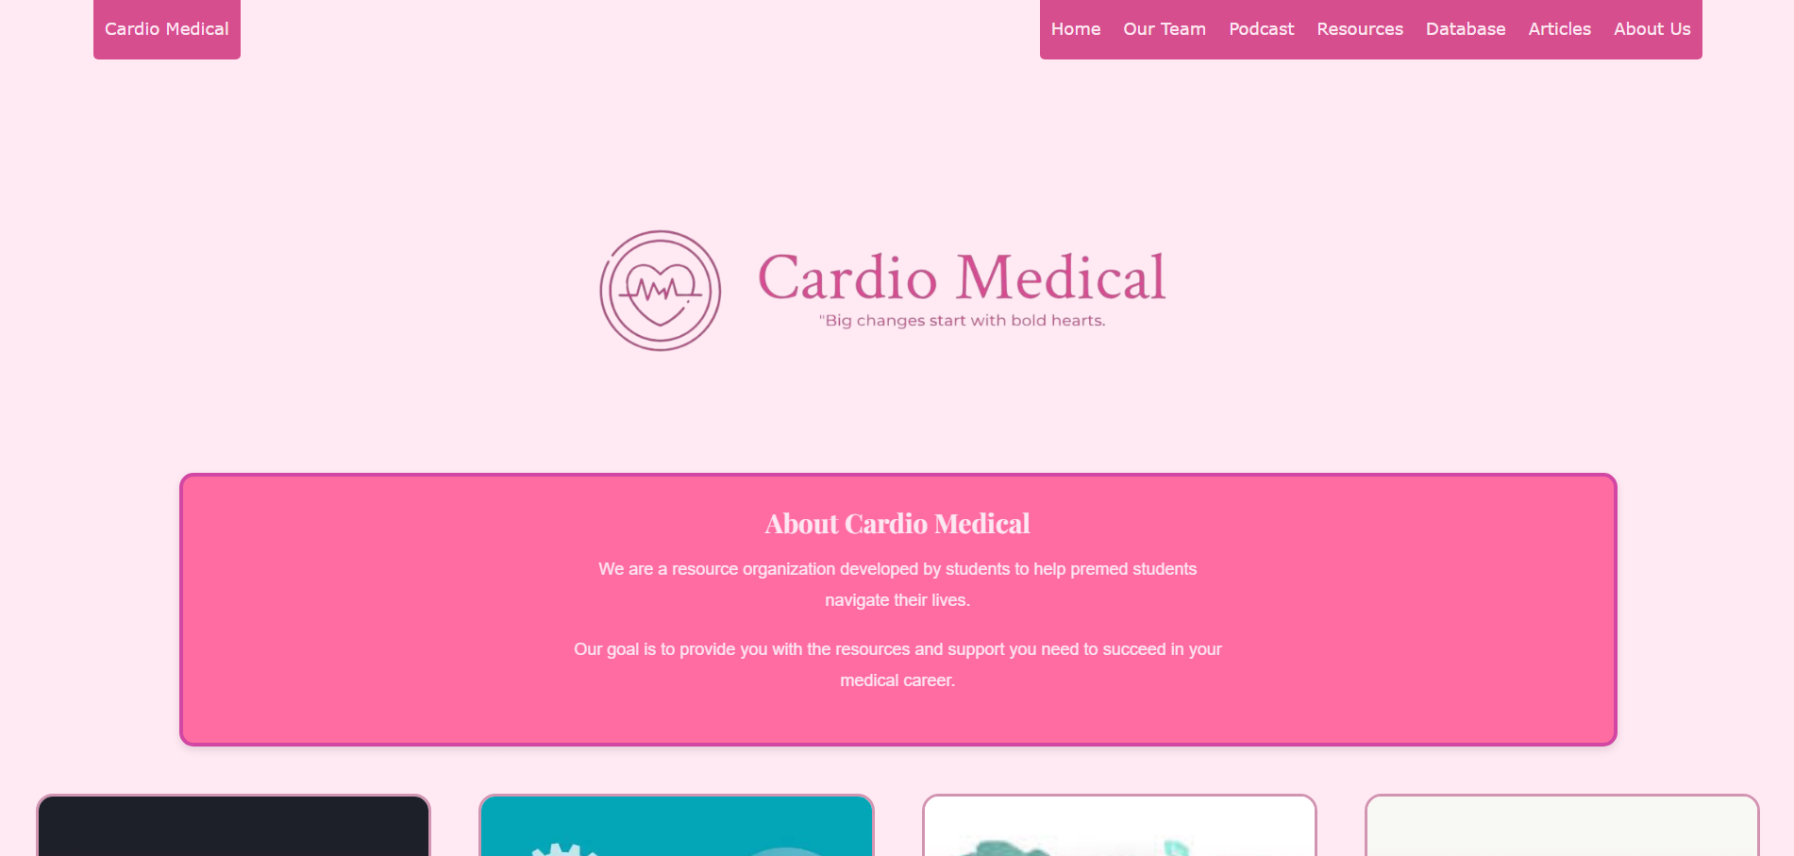 Cardio Medical
Home Our Team Podcast Resources Database Articles About Us
Cardio Medical
"Big changes start with bold hearts.
About Cardio Medical
We are a resource organization developed by students to help premed students
navigate their lives.
Our goal is to provide you with the resources and support you need to succeed in your
medical career.